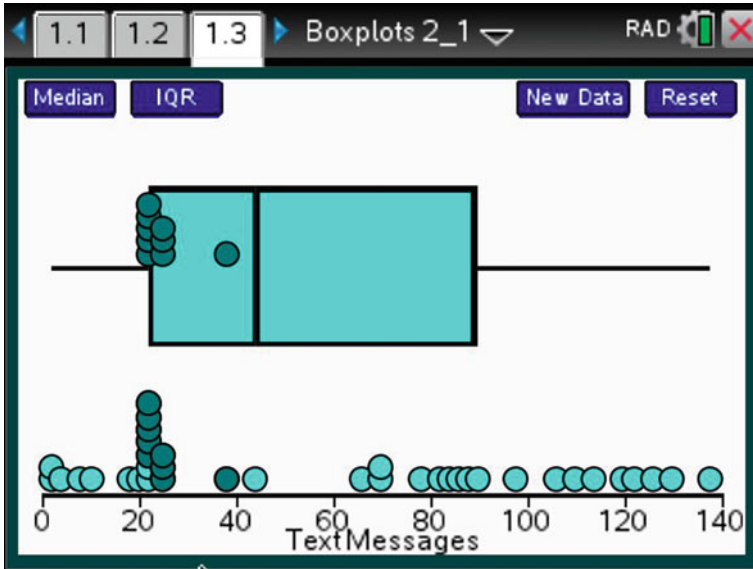 1.1 1.2 1.3 Boxplots 2_1 RAD
Median IQR New Data Reset
0 20 40 60 80 100 120 140
TextMessages